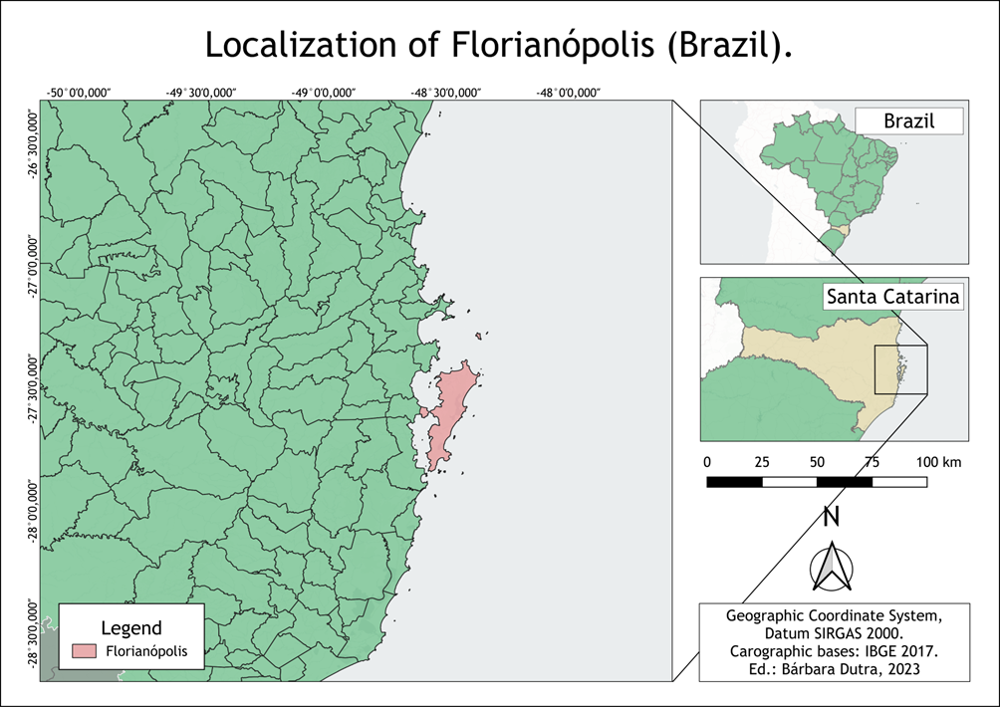 Localization of Florianópolis (Brazil).
-50°0'0,000" -49°30'0,000" -49°0'0,000" -48°30'0,000" -48°0'0,000"
-26°30'0,000"
-27°0'0,000"
-27°30'0,000"
-28°0'0,000"
-28°30'0,000"
Legend
Florianópolis
Brazil
Santa Catarina
0 25 50 75 100 km
N
Geographic Coordinate System,
Datum SIRGAS 2000.
Carographic bases: IBGE 2017.
Ed.: Bárbara Dutra, 2023